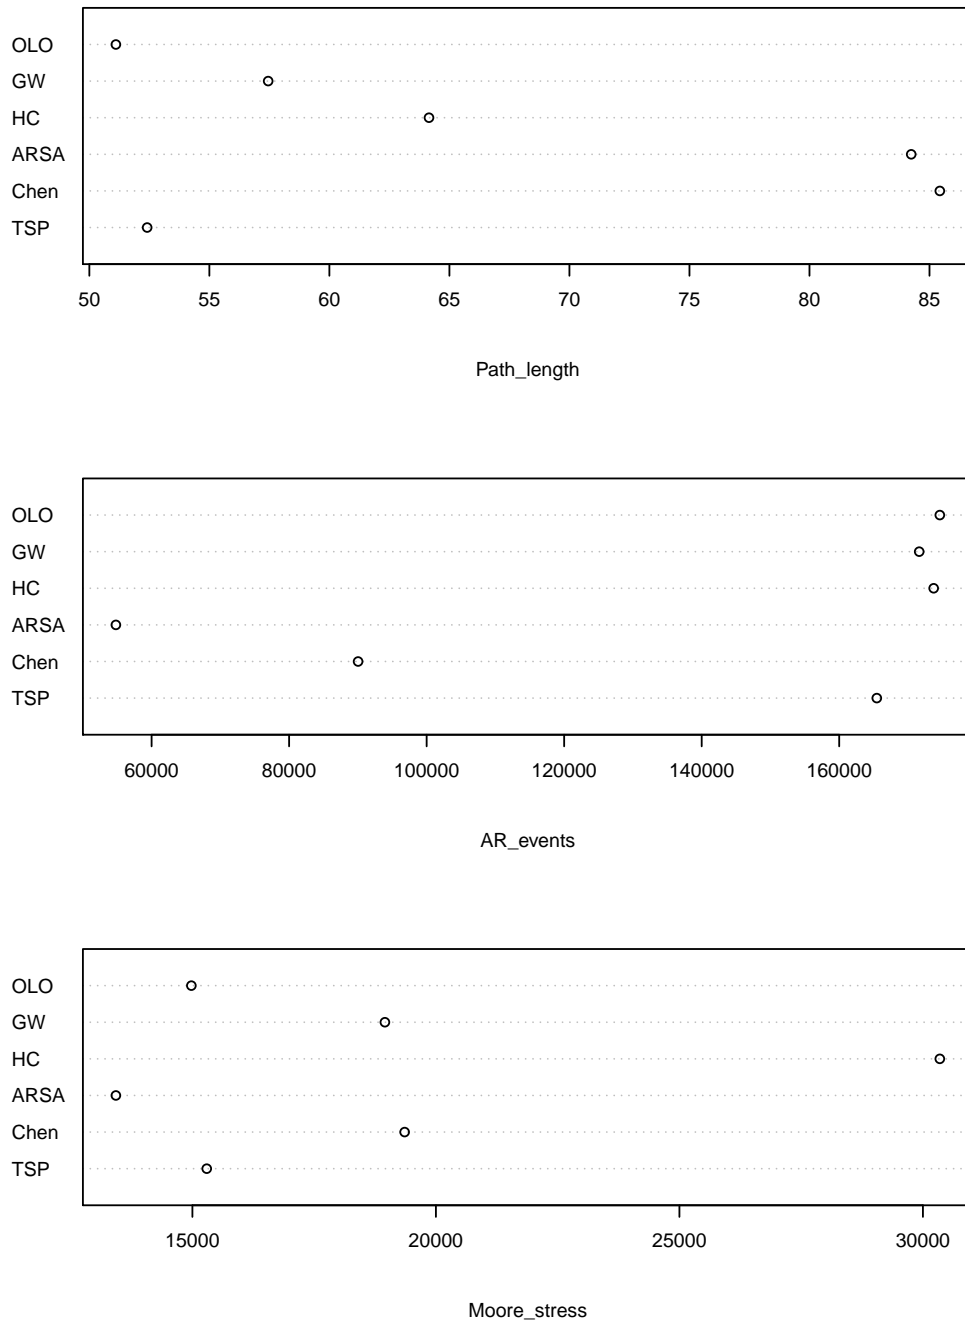 OLO
GW
HC
ARSA
Chen
TSP
50 55 60 65 70 75 80 85
Path_length
OLO
GW
HC
ARSA
Chen
TSP
60000 80000 100000 120000 140000 160000
AR_events
OLO
GW
HC
ARSA
Chen
TSP
15000 20000 25000 30000
Moore_stress